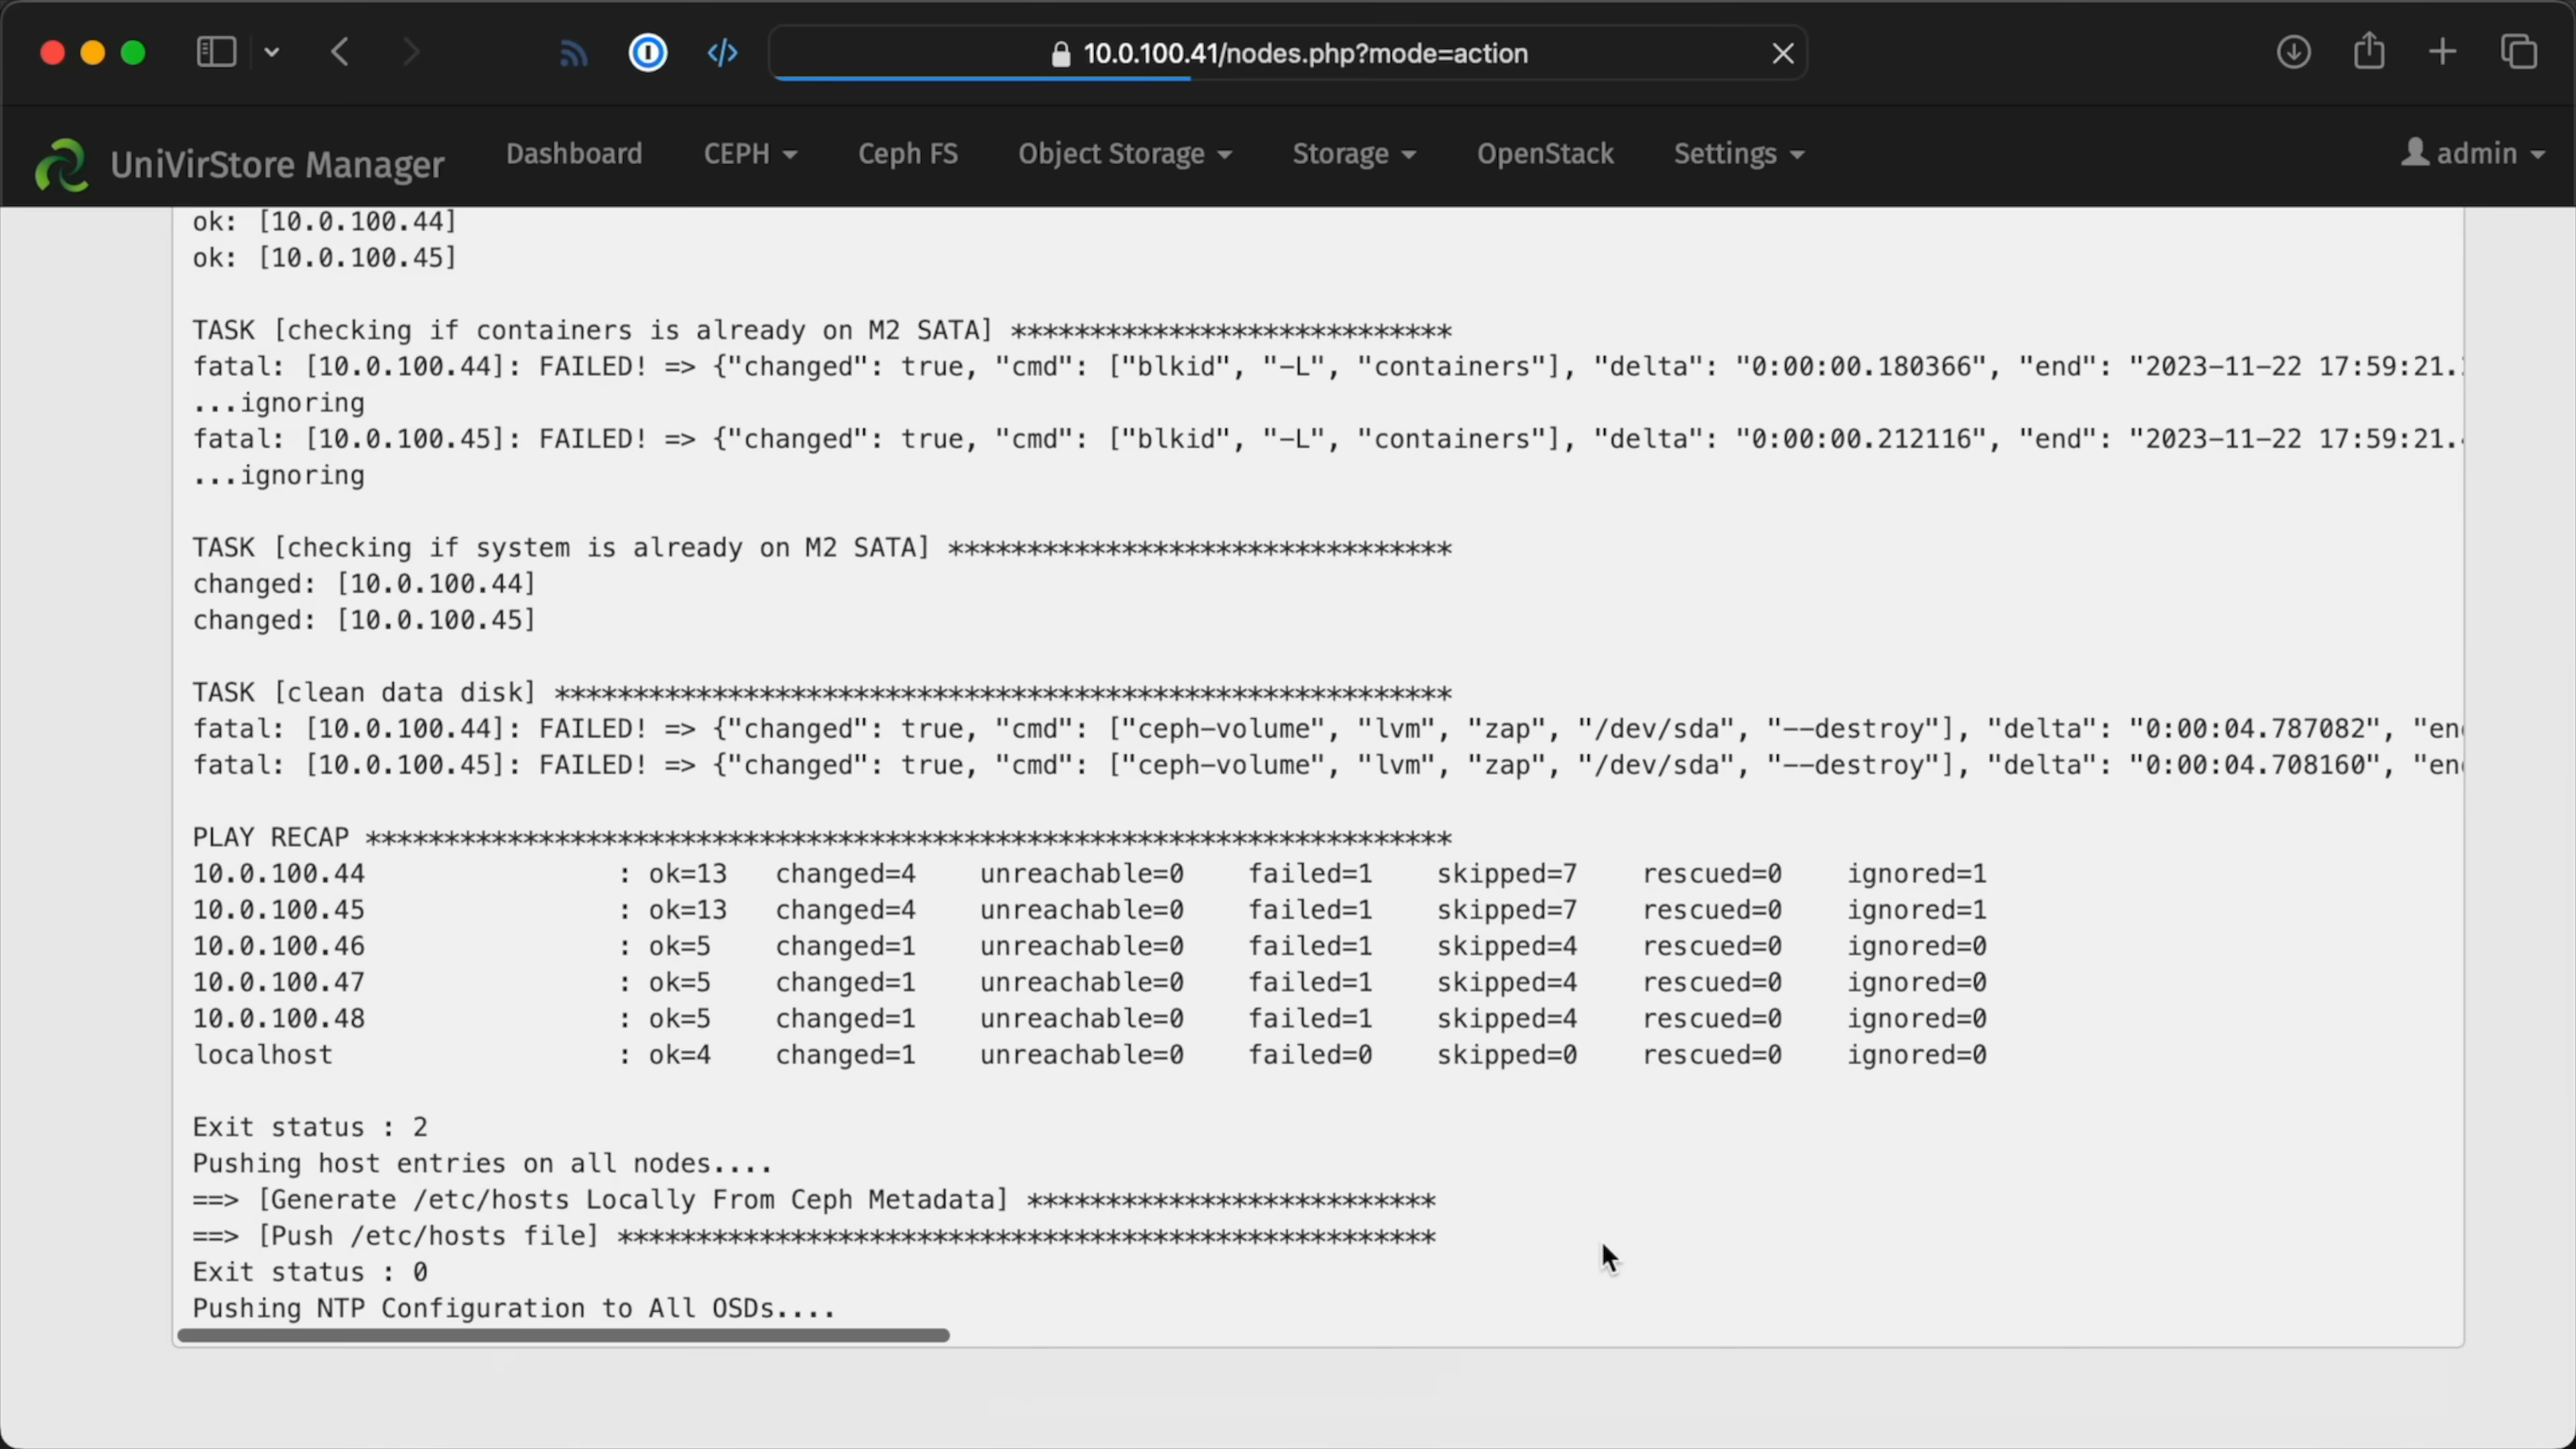 10.0.100.41/nodes.php?mode=action
UniVirStore Manager Dashboard CEPH Ceph FS Object Storage Storage OpenStack Settings admin
ok: [10.0.100.44]
ok: [10.0.100.45]
TASK [checking if containers is already on M2 SATA] ****************************
fatal: [10.0.100.44]: FAILED! => {"changed": true, "cmd": ["blkid", "-L", "containers"], "delta": "0:00:00.180366", "end": "2023-11-22 17:59:21.
...ignoring
fatal: [10.0.100.45]: FAILED! => {"changed": true, "cmd": ["blkid", "-L", "containers"], "delta": "0:00:00.212116", "end": "2023-11-22 17:59:21.
...ignoring
TASK [checking if system is already on M2 SATA] ********************************
changed: [10.0.100.44]
changed: [10.0.100.45]
TASK [clean data disk] *********************************************************
fatal: [10.0.100.44]: FAILED! => {"changed": true, "cmd": ["ceph-volume", "lvm", "zap", "/dev/sda", "--destroy"], "delta": "0:00:04.787082", "en
fatal: [10.0.100.45]: FAILED! => {"changed": true, "cmd": ["ceph-volume", "lvm", "zap", "/dev/sda", "--destroy"], "delta": "0:00:04.708160", "en
PLAY RECAP *********************************************************************
10.0.100.44 : ok=13 changed=4 unreachable=0 failed=1 skipped=7 rescued=0 ignored=1
10.0.100.45 : ok=13 changed=4 unreachable=0 failed=1 skipped=7 rescued=0 ignored=1
10.0.100.46 : ok=5 changed=1 unreachable=0 failed=1 skipped=4 rescued=0 ignored=0
10.0.100.47 : ok=5 changed=1 unreachable=0 failed=1 skipped=4 rescued=0 ignored=0
10.0.100.48 : ok=5 changed=1 unreachable=0 failed=1 skipped=4 rescued=0 ignored=0
localhost : ok=4 changed=1 unreachable=0 failed=0 skipped=0 rescued=0 ignored=0
Exit status : 2
Pushing host entries on all nodes....
==> [Generate /etc/hosts Locally From Ceph Metadata] **************************
==> [Push /etc/hosts file] ****************************************************
Exit status : 0
Pushing NTP Configuration to All OSDs....